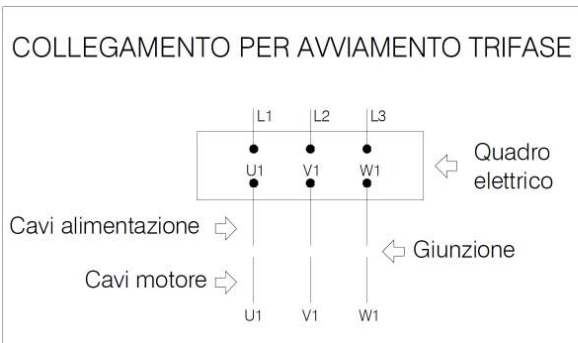 COLLEGAMENTO PER AVVIAMENTO TRIFASE
L1 L2 L3
U1 V1 W1
Quadro
elettrico
Cavi alimentazione
Giunzione
Cavi motore
U1 V1 W1